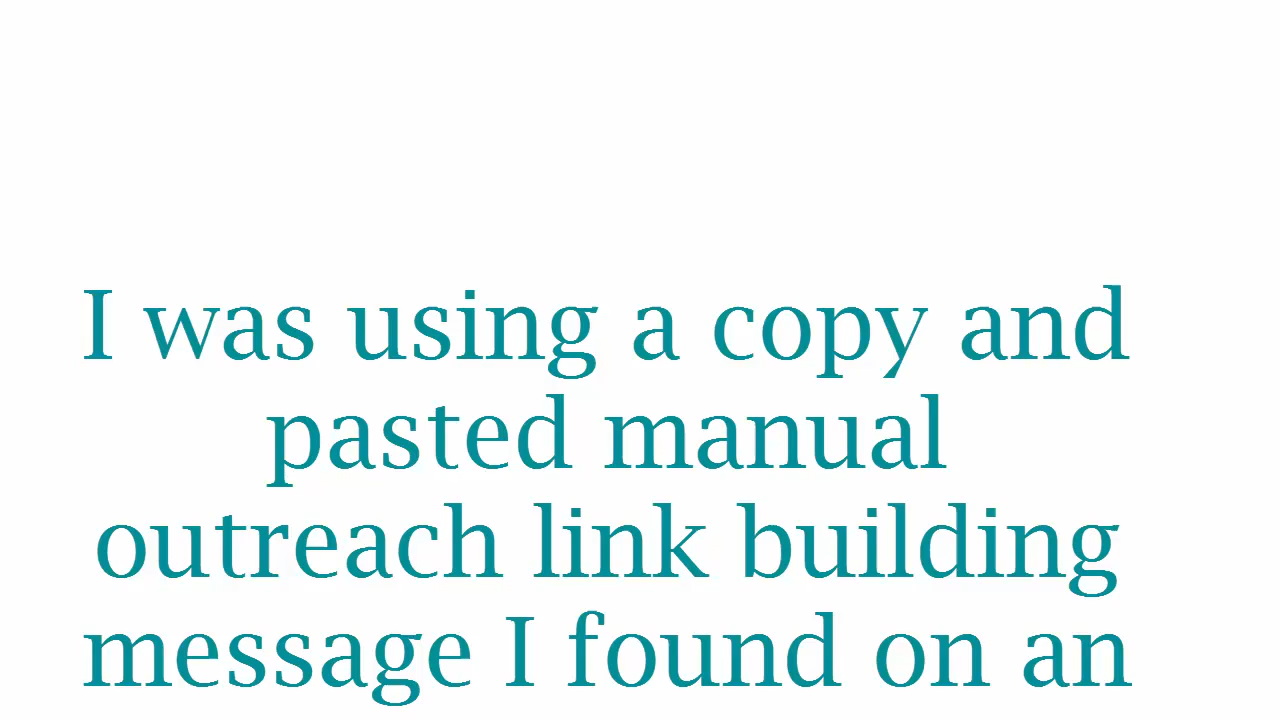 I was using a copy and
pasted manual
outreach link building
message I found on an